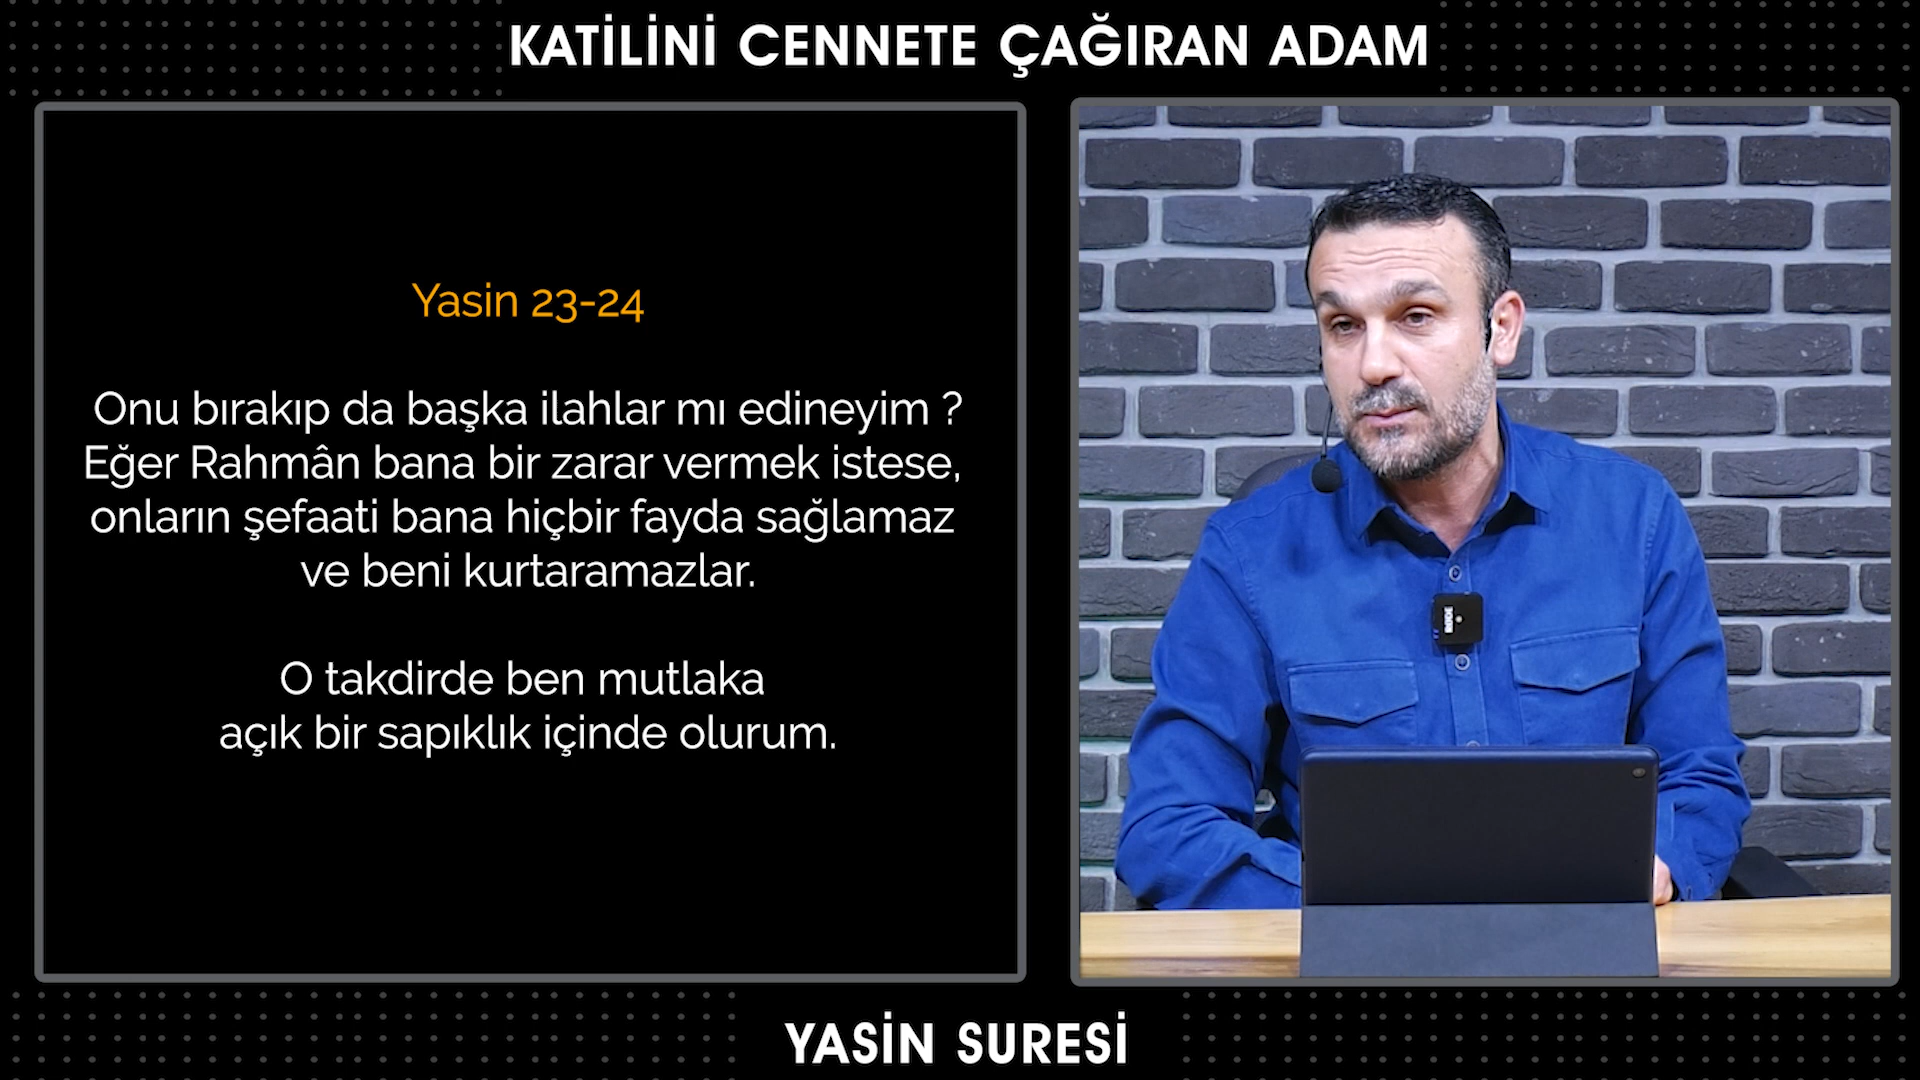 KATİLİNİ CENNETE ÇAĞIRAN ADAM
Yasin 23-24
Onu bırakıp da başka ilahlar mı edineyim ?
Eğer Rahmân bana bir zarar vermek istese,
onların şefaati bana hiçbir fayda sağlamaz
ve beni kurtaramazlar.
O takdirde ben mutlaka
açık bir sapıklık içinde olurum.
RØDE
YASİN SURESİ